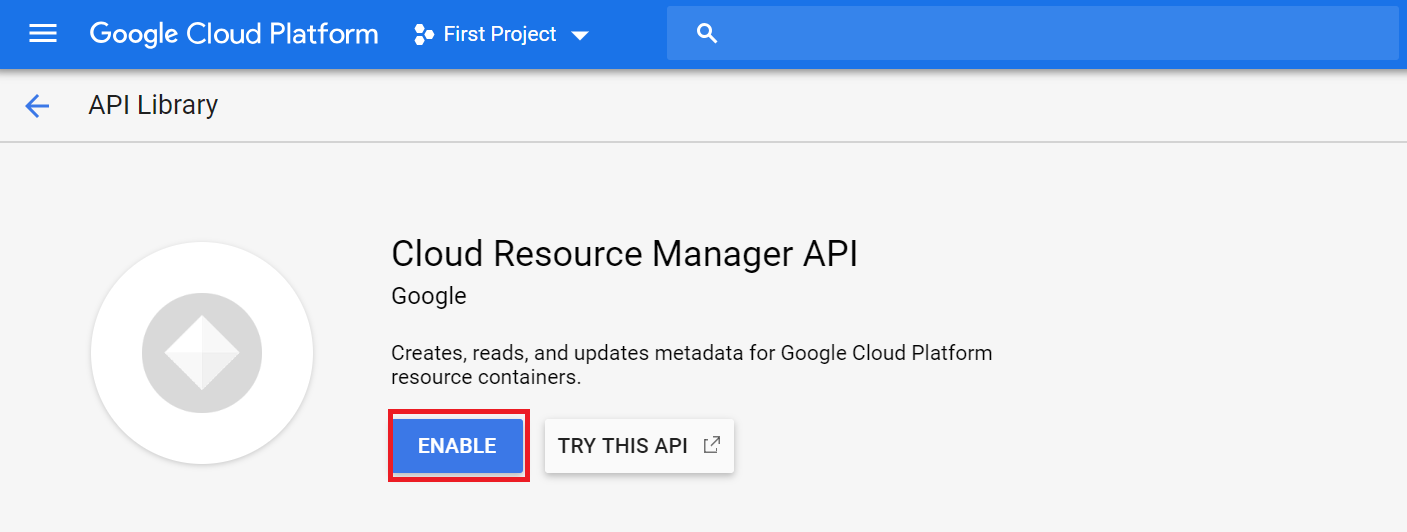 Google Cloud Platform First Project
API Library
Cloud Resource Manager API
Google
Creates, reads, and updates metadata for Google Cloud Platform
resource containers.
ENABLE TRY THIS API